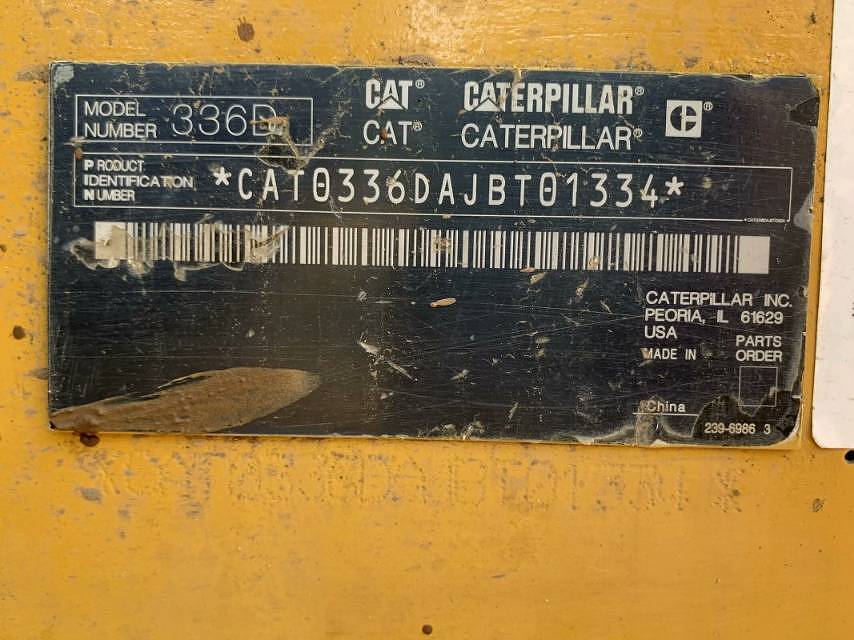 MODEL NUMBER 336D
CAT® CATERPILLAR®
CAT® CATERPILLAR®
PRODUCT
IDENTIFICATION
NUMBER
*CAT0336DAJBT01334*
CATERPILLAR INC.
PEORIA, IL 61629
USA
MADE IN
PARTS
ORDER
China
239-6986 3